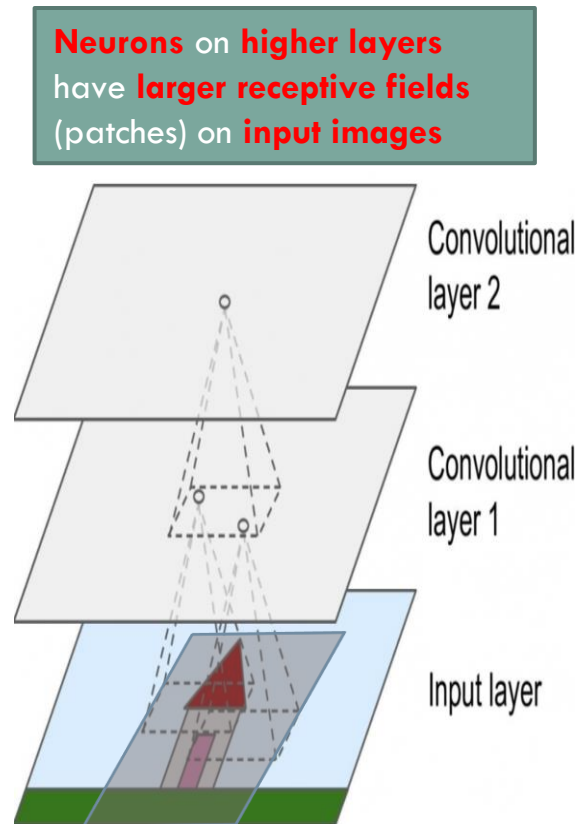 Neurons on higher layers
have larger receptive fields
(patches) on input images
Convolutional
layer 2
Convolutional
layer 1
Input layer